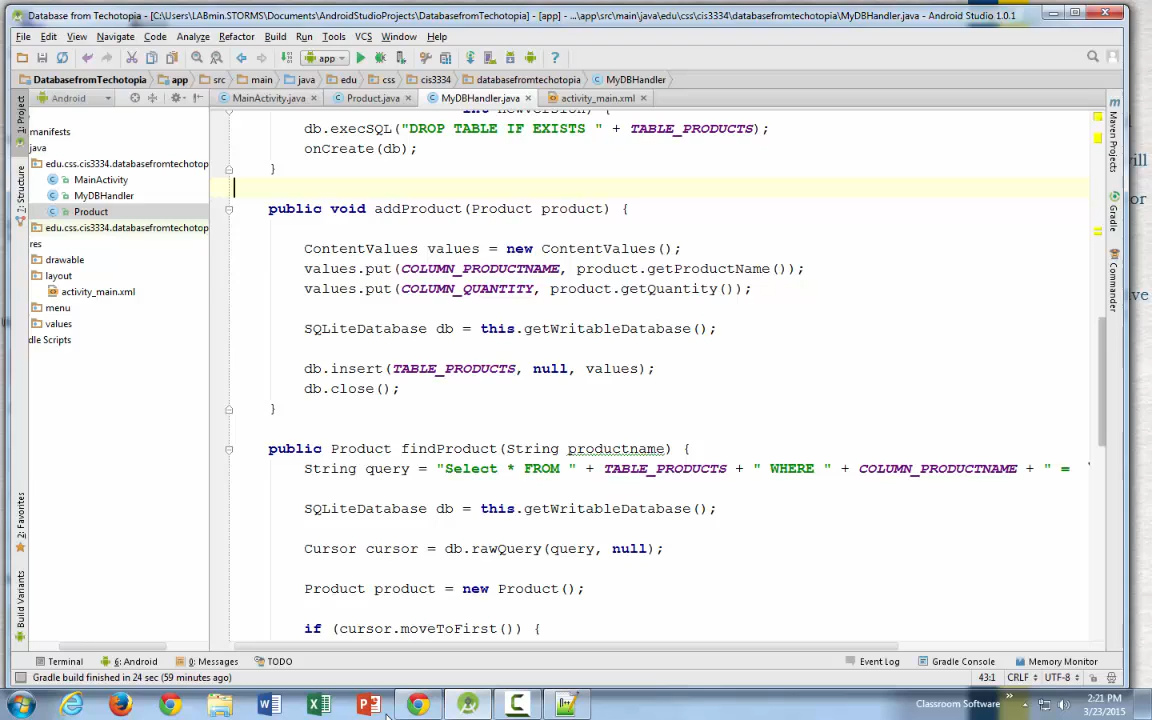 Database from Techotopia - [C:\Users\LABmin.STORMS\Documents\AndroidStudioProjects\DatabasefromTechotopia] - [app] - ...\app\src\main\java\edu\css\cis3334\databasefromtechotopia\MyDBHandler.java - Android Studio 1.0.1
File Edit View Navigate Code Analyze Refactor Build Run Tools VCS Window Help
app
DatabasefromTechotopia app src main java edu css cis3334 databasefromtechotopia MyDBHandler
Android MainActivity.java Product.java MyDBHandler.java activity_main.xml
1: Project
Z: Structure
2: Favorites
Build Variants
manifests
java
edu.css.cis3334.databasefromtechotop
MainActivity
MyDBHandler
Product
edu.css.cis3334.databasefromtechotop
res
drawable
layout
activity_main.xml
menu
values
dle Scripts
db.execSQL("DROP TABLE IF EXISTS " + TABLE_PRODUCTS);
onCreate(db);
}
public void addProduct(Product product) {
ContentValues values = new ContentValues();
values.put(COLUMN_PRODUCTNAME, product.getProductName());
values.put(COLUMN_QUANTITY, product.getQuantity());
SQLiteDatabase db = this.getWritableDatabase();
db.insert(TABLE_PRODUCTS, null, values);
db.close();
}
public Product findProduct(String productname) {
String query = "Select * FROM " + TABLE_PRODUCTS + " WHERE " + COLUMN_PRODUCTNAME + " =
SQLiteDatabase db = this.getWritableDatabase();
Cursor cursor = db.rawQuery(query, null);
Product product = new Product();
if (cursor.moveToFirst()) {
Maven Projects
Gradle
Commander
ill
or
ve
Terminal 6: Android 0: Messages TODO Event Log Gradle Console Memory Monitor
Gradle build finished in 24 sec (59 minutes ago) 43:1 CRLF UTF-8
Classroom Software
2:21 PM
3/23/2015